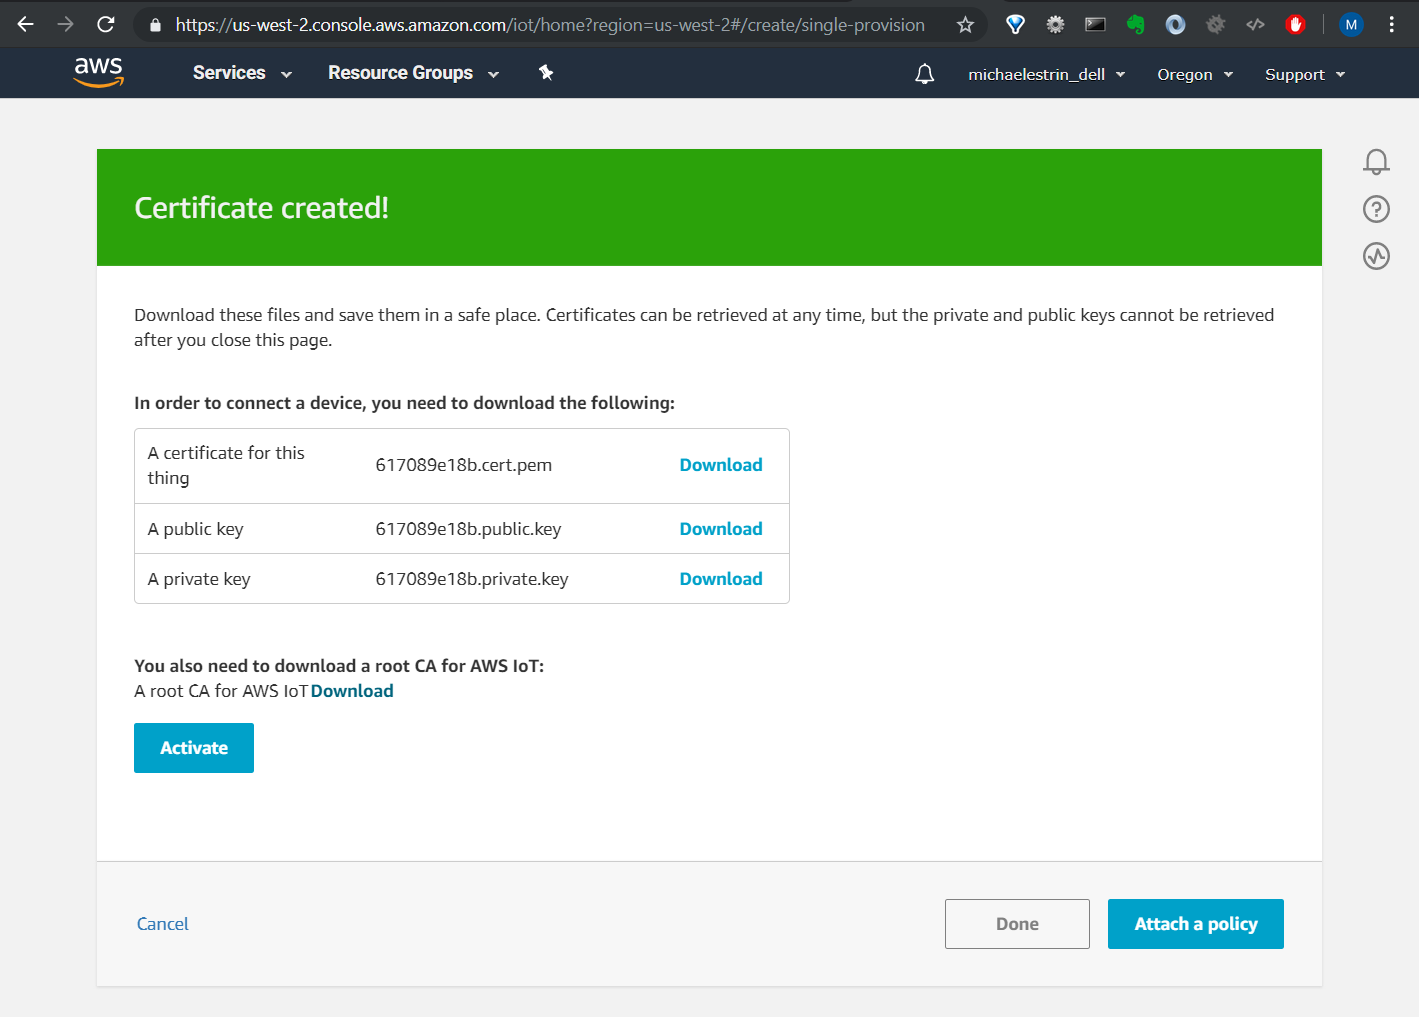 https://us-west-2.console.aws.amazon.com/iot/home?region=us-west-2#/create/single-provision
M
aws
Services
Resource Groups
michaelestrin_dell
Oregon
Support
Certificate created!
Download these files and save them in a safe place. Certificates can be retrieved at any time, but the private and public keys cannot be retrieved
after you close this page.
In order to connect a device, you need to download the following:
A certificate for this
thing
617089e18b.cert.pem
Download
A public key
617089e18b.public.key
Download
A private key
617089e18b.private.key
Download
You also need to download a root CA for AWS IoT:
A root CA for AWS IoT Download
Activate
Cancel
Done
Attach a policy